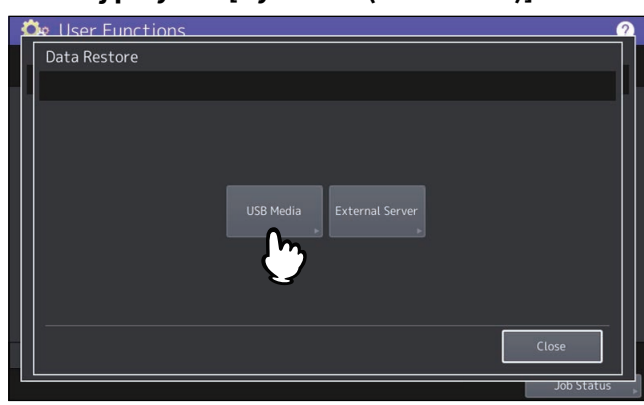 User Functions
?
Data Restore
USB Media
External Server
Close
Job Status